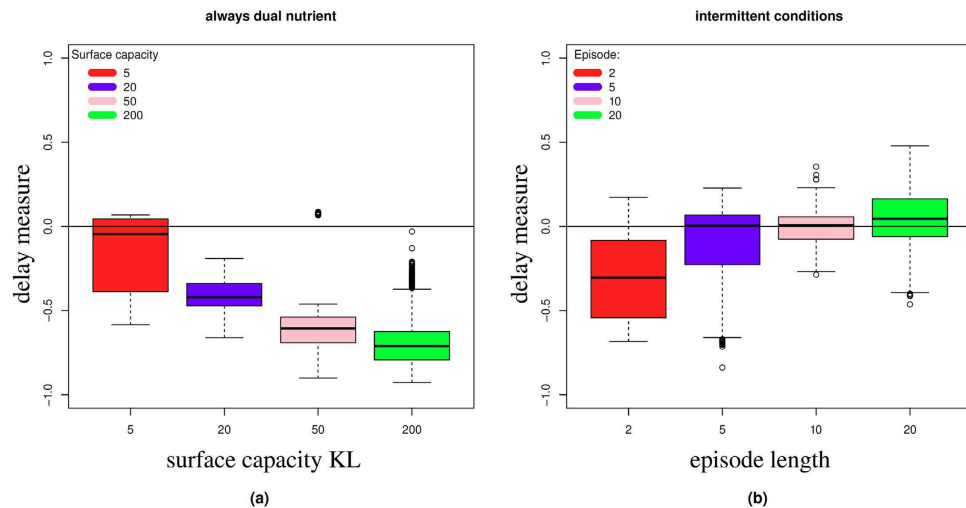 always dual nutrient
Surface capacity
5
20
50
200
delay measure
1.0
0.5
0.0
−0.5
−1.0
5 20 50 200
surface capacity KL
(a)
intermittent conditions
Episode:
2
5
10
20
delay measure
1.0
0.5
0.0
−0.5
−1.0
2 5 10 20
episode length
(b)